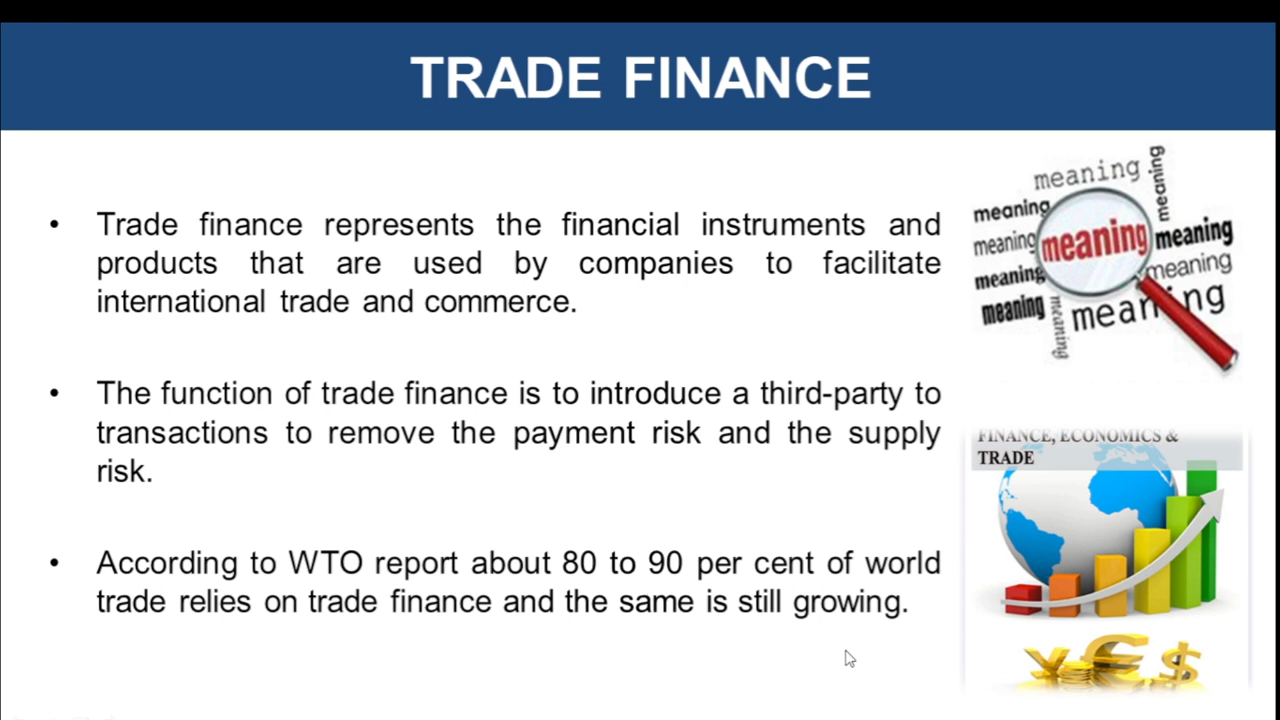 TRADE FINANCE
• Trade finance represents the financial instruments and
products that are used by companies to facilitate
international trade and commerce.
• The function of trade finance is to introduce a third-party to
transactions to remove the payment risk and the supply
risk.
• According to WTO report about 80 to 90 per cent of world
trade relies on trade finance and the same is still growing.
meaning
meaning
meaning
meaning
meaning
meaning
meaning
meaning
meaning
meaning
meaning
FINANCE, ECONOMICS &
TRADE
¥ € $